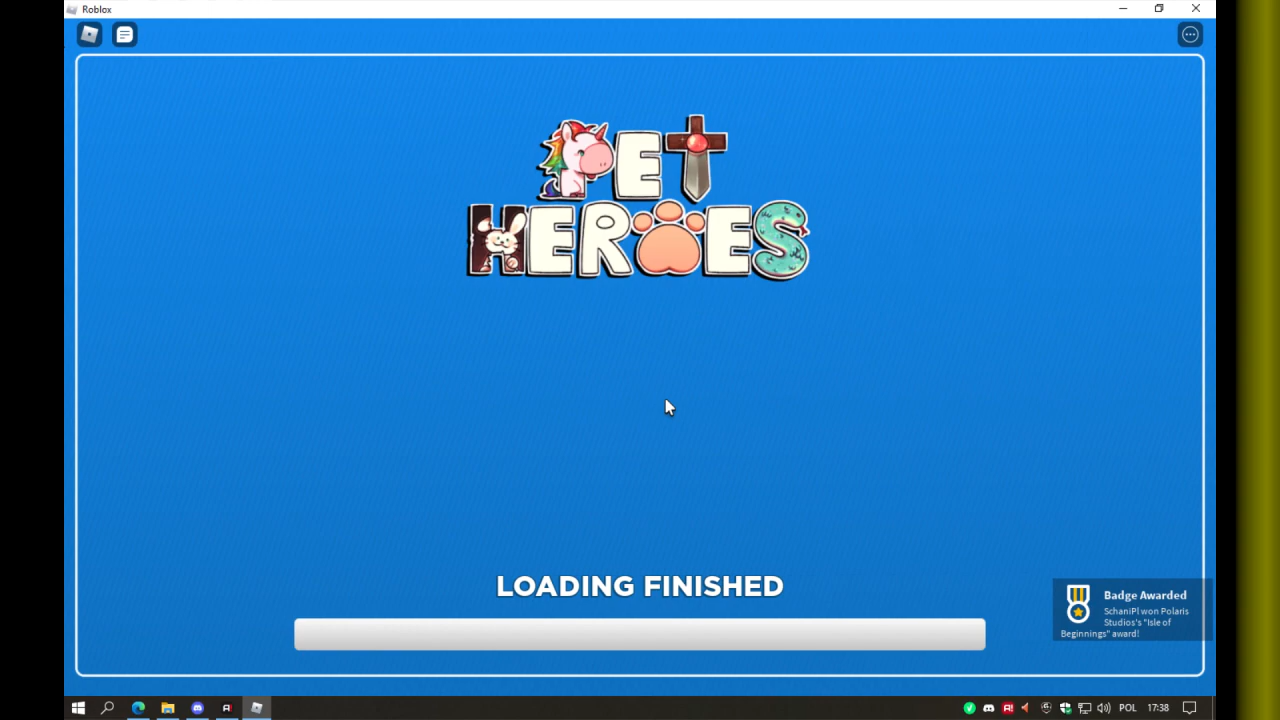 Roblox
PET
HEROES
LOADING FINISHED
Badge Awarded
SchaniPl won Polaris
Studios's "Isle of
Beginnings" award!
POL 17:38